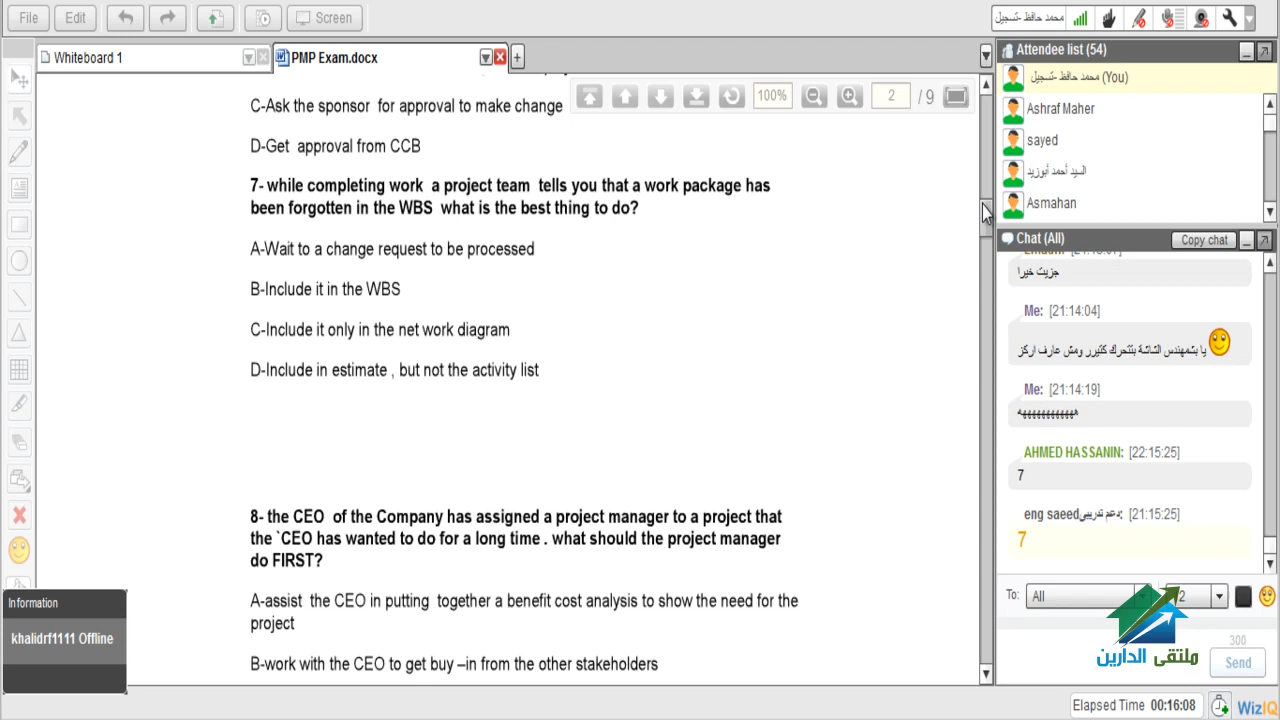 File
Edit
Screen
محمد حافظ -تسجيل
Whiteboard 1
PMP Exam.docx
+
Attendee list (54)
محمد حافظ -تسجيل (You)
Ashraf Maher
sayed
السيد أحمد أبوزيد
Asmahan
100%
2 / 9
C-Ask the sponsor for approval to make change
D-Get approval from CCB
7- while completing work a project team tells you that a work package has
been forgotten in the WBS what is the best thing to do?
A-Wait to a change request to be processed
B-Include it in the WBS
C-Include it only in the net work diagram
D-Include in estimate , but not the activity list
8- the CEO of the Company has assigned a project manager to a project that
the `CEO has wanted to do for a long time . what should the project manager
do FIRST?
A-assist the CEO in putting together a benefit cost analysis to show the need for the
project
B-work with the CEO to get buy –in from the other stakeholders
Chat (All)
Copy chat
جزيت خيرا
Me: [21:14:04]
يا بشمهندس الشاشة بتتحرك كتيرر ومش عارف اركز
Me: [21:14:19]
AHMED HASSANIN: [22:15:25]
7
eng saeedدعم تدريبي: [21:15:25]
7
To: All
2
300
Send
ملتقى الدارين
Information
khalidrf1111 Offline
Elapsed Time 00:16:08
WizIQ